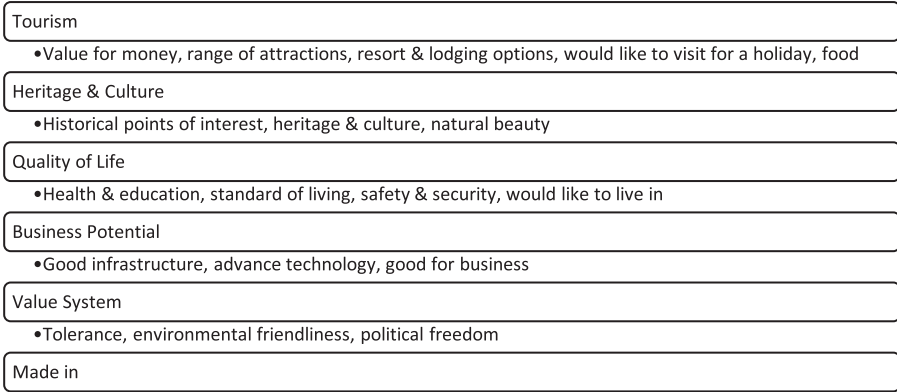 Tourism
•Value for money, range of attractions, resort & lodging options, would like to visit for a holiday, food
Heritage & Culture
•Historical points of interest, heritage & culture, natural beauty
Quality of Life
•Health & education, standard of living, safety & security, would like to live in
Business Potential
•Good infrastructure, advance technology, good for business
Value System
•Tolerance, environmental friendliness, political freedom
Made in